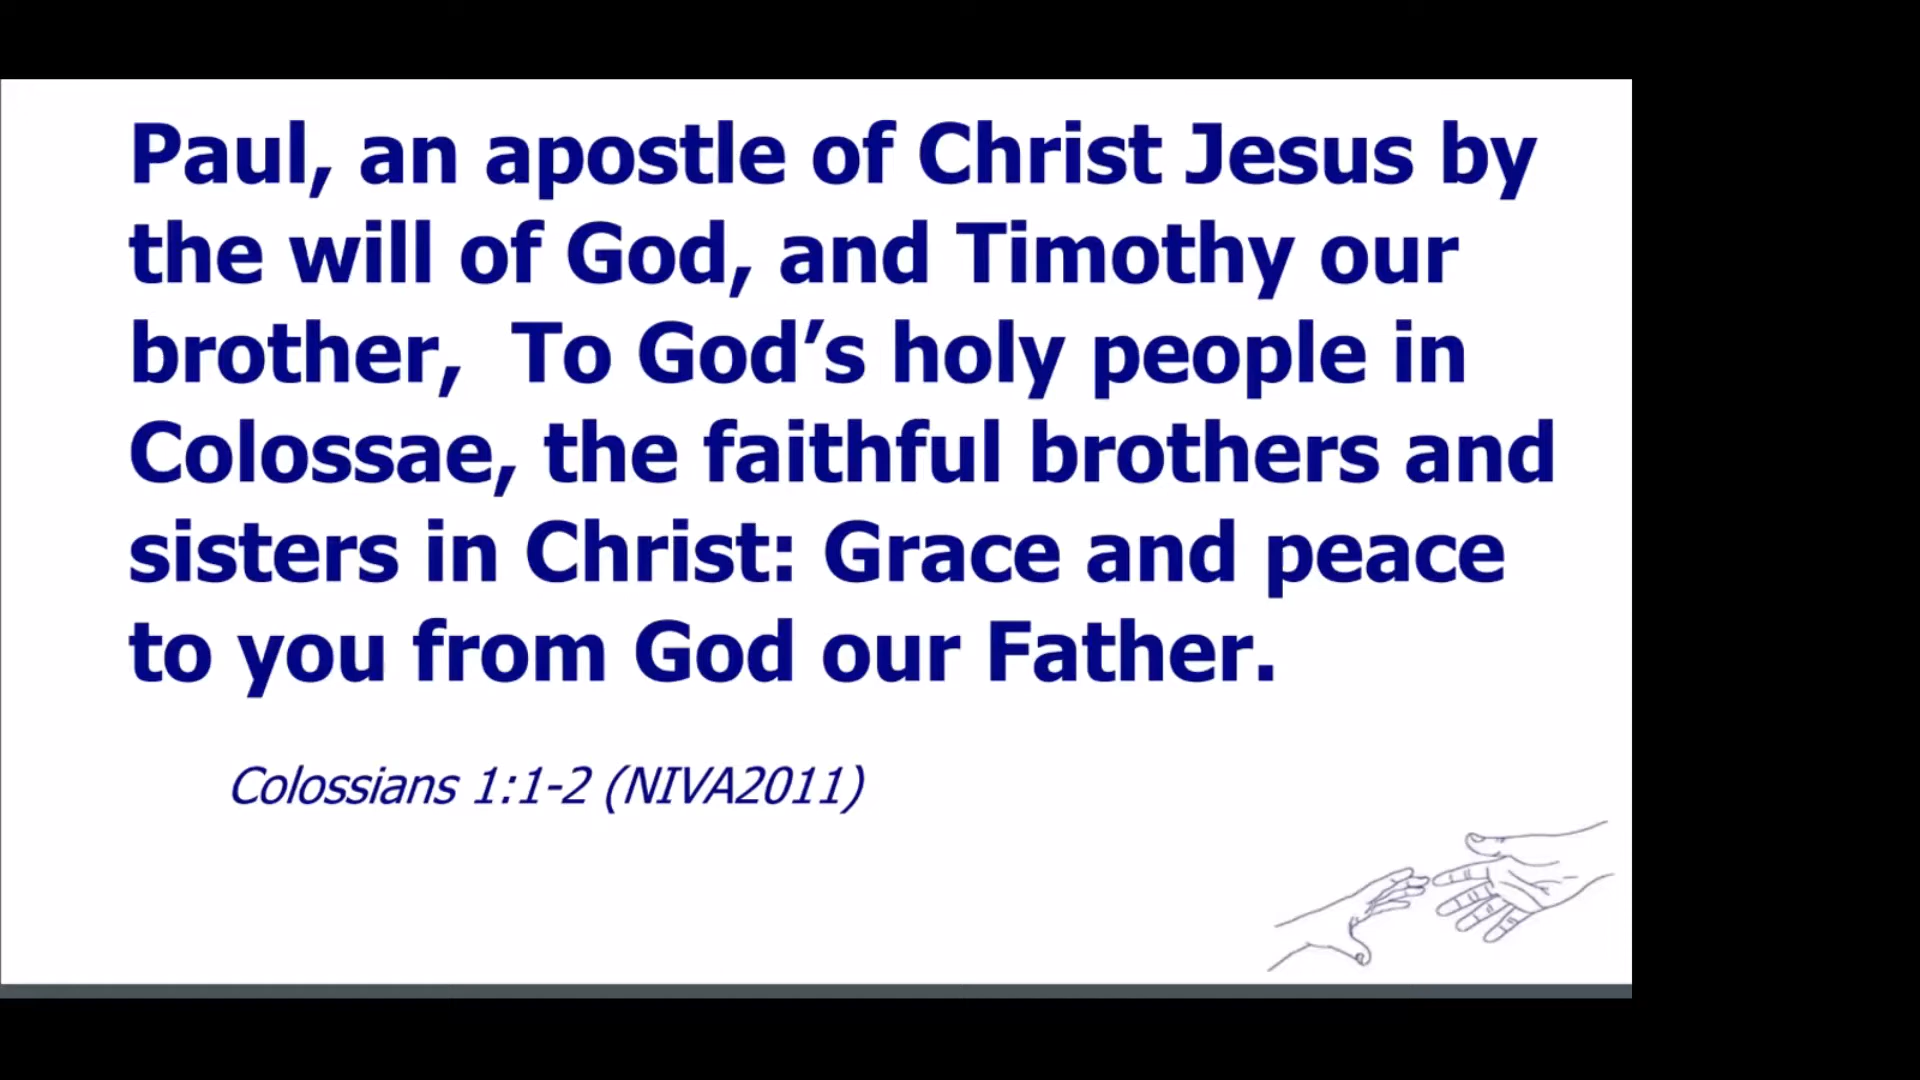 Paul, an apostle of Christ Jesus by
the will of God, and Timothy our
brother,  To God’s holy people in
Colossae, the faithful brothers and
sisters in Christ: Grace and peace
to you from God our Father.
Colossians 1:1-2 (NIVA2011)